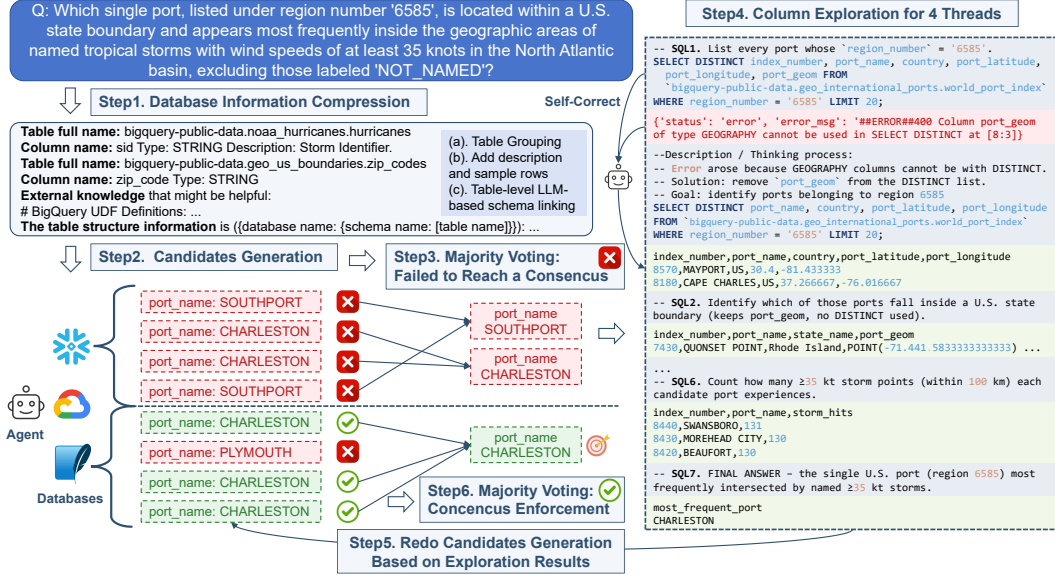 Q: Which single port, listed under region number '6585', is located within a U.S.
state boundary and appears most frequently inside the geographic areas of
named tropical storms with wind speeds of at least 35 knots in the North Atlantic
basin, excluding those labeled 'NOT_NAMED'?
Step1. Database Information Compression
Table full name: bigquery-public-data.noaa_hurricanes.hurricanes
Column name: sid Type: STRING Description: Storm Identifier.
Table full name: bigquery-public-data.geo_us_boundaries.zip_codes
Column name: zip_code Type: STRING
External knowledge that might be helpful:
# BigQuery UDF Definitions: ...
The table structure information is ({database name: {schema name: [table name]}}): ...
(a). Table Grouping
(b). Add description
and sample rows
(c). Table-level LLM-
based schema linking
Step2. Candidates Generation
Step3. Majority Voting:
Failed to Reach a Concencus
port_name: SOUTHPORT
port_name: CHARLESTON
port_name: CHARLESTON
port_name: SOUTHPORT
port_name
SOUTHPORT
port_name
CHARLESTON
Agent
Databases
port_name: CHARLESTON
port_name: PLYMOUTH
port_name: CHARLESTON
port_name: CHARLESTON
port_name
CHARLESTON
Step6. Majority Voting:
Concencus Enforcement
Step5. Redo Candidates Generation
Based on Exploration Results
Self-Correct
Step4. Column Exploration for 4 Threads
-- SQL1. List every port whose `region_number` = '6585'.
SELECT DISTINCT index_number, port_name, country, port_latitude,
port_longitude, port_geom FROM
`bigquery-public-data.geo_international_ports.world_port_index`
WHERE region_number = '6585' LIMIT 20;
{'status': 'error', 'error_msg': '##ERROR##400 Column port_geom
of type GEOGRAPHY cannot be used in SELECT DISTINCT at [8:3]}
--Description / Thinking process:
-- Error arose because GEOGRAPHY columns cannot be with DISTINCT.
-- Solution: remove `port_geom` from the DISTINCT list.
-- Goal: identify ports belonging to region 6585
SELECT DISTINCT port_name, country, port_latitude, port_longitude
FROM `bigquery-public-data.geo_international_ports.world_port_index`
WHERE region_number = '6585' LIMIT 20;
index_number,port_name,country,port_latitude,port_longitude
8570,MAYPORT,US,30.4,-81.433333
8180,CAPE CHARLES,US,37.266667,-76.016667
-- SQL2. Identify which of those ports fall inside a U.S. state
boundary (keeps port_geom, no DISTINCT used).
index_number,port_name,state_name,port_geom
7430,QUONSET POINT,Rhode Island,POINT(-71.441.5833333333333) ...
...
-- SQL6. Count how many ≥35 kt storm points (within 100 km) each
candidate port experiences.
index_number,port_name,storm_hits
8440,SWANSBORO,131
8430,MOREHEAD CITY,130
8420,BEAUFORT,130
-- SQL7. FINAL ANSWER – the single U.S. port (region 6585) most
frequently intersected by named ≥35 kt storms.
most_frequent_port
CHARLESTON